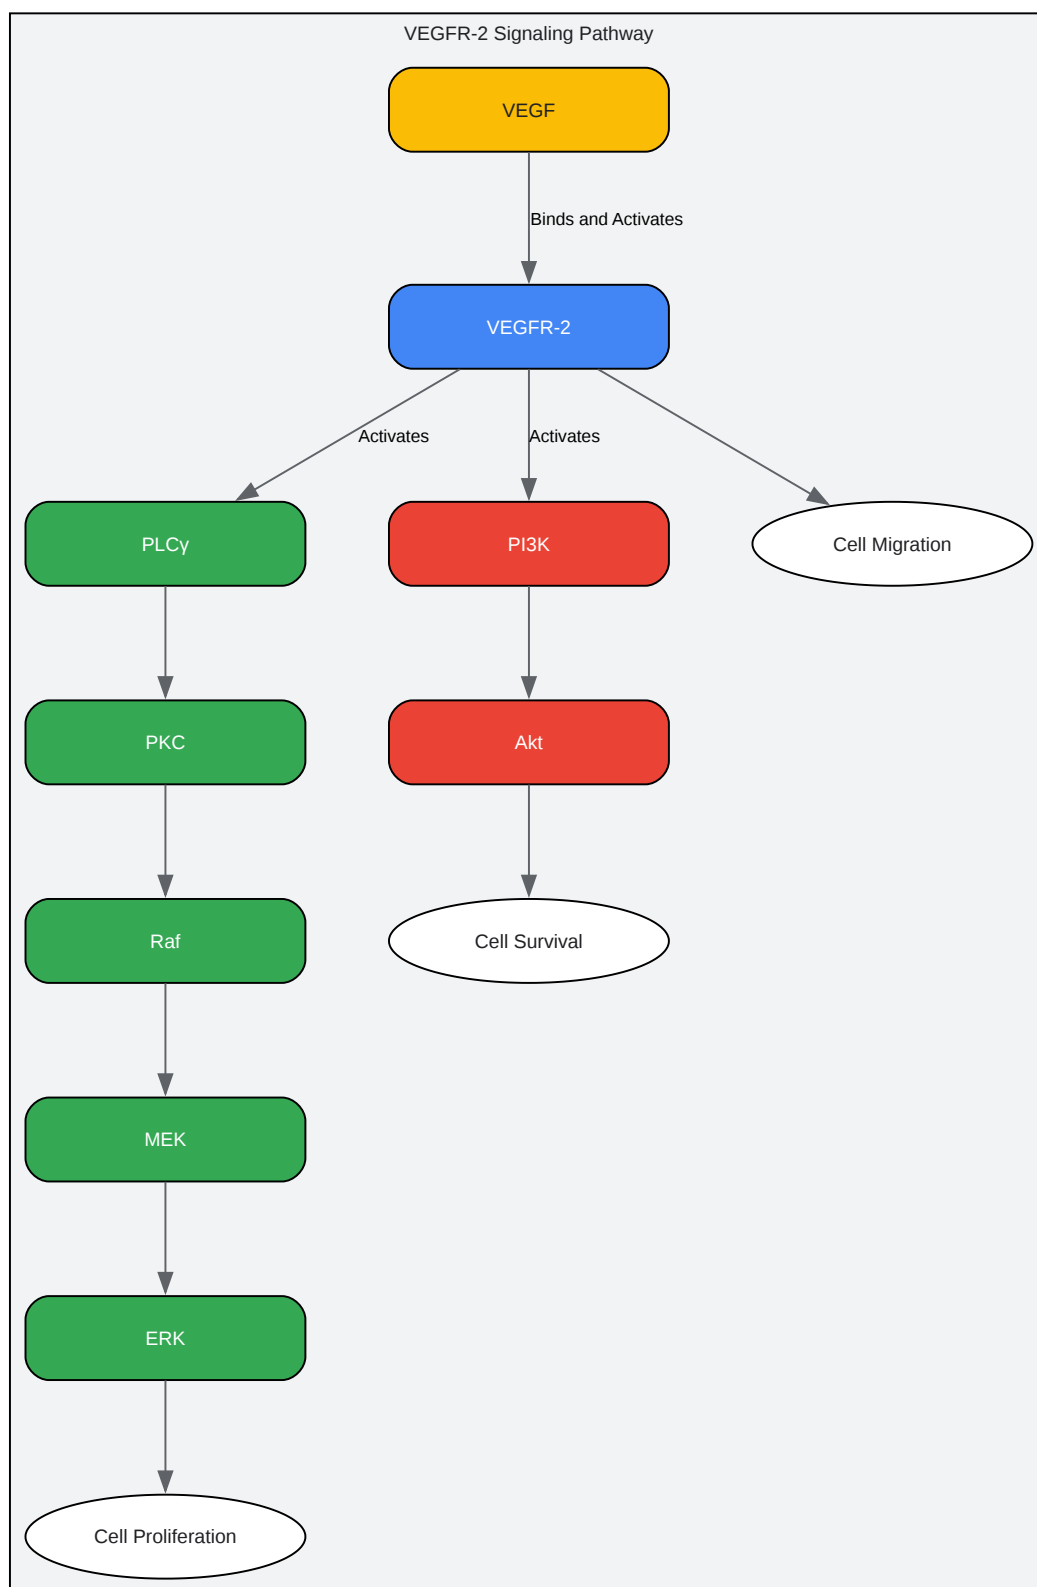 VEGFR-2 Signaling Pathway
VEGF
Binds and Activates
VEGFR-2
Activates
Activates
PLCγ
PI3K
Cell Migration
PKC
Akt
Raf
Cell Survival
MEK
ERK
Cell Proliferation